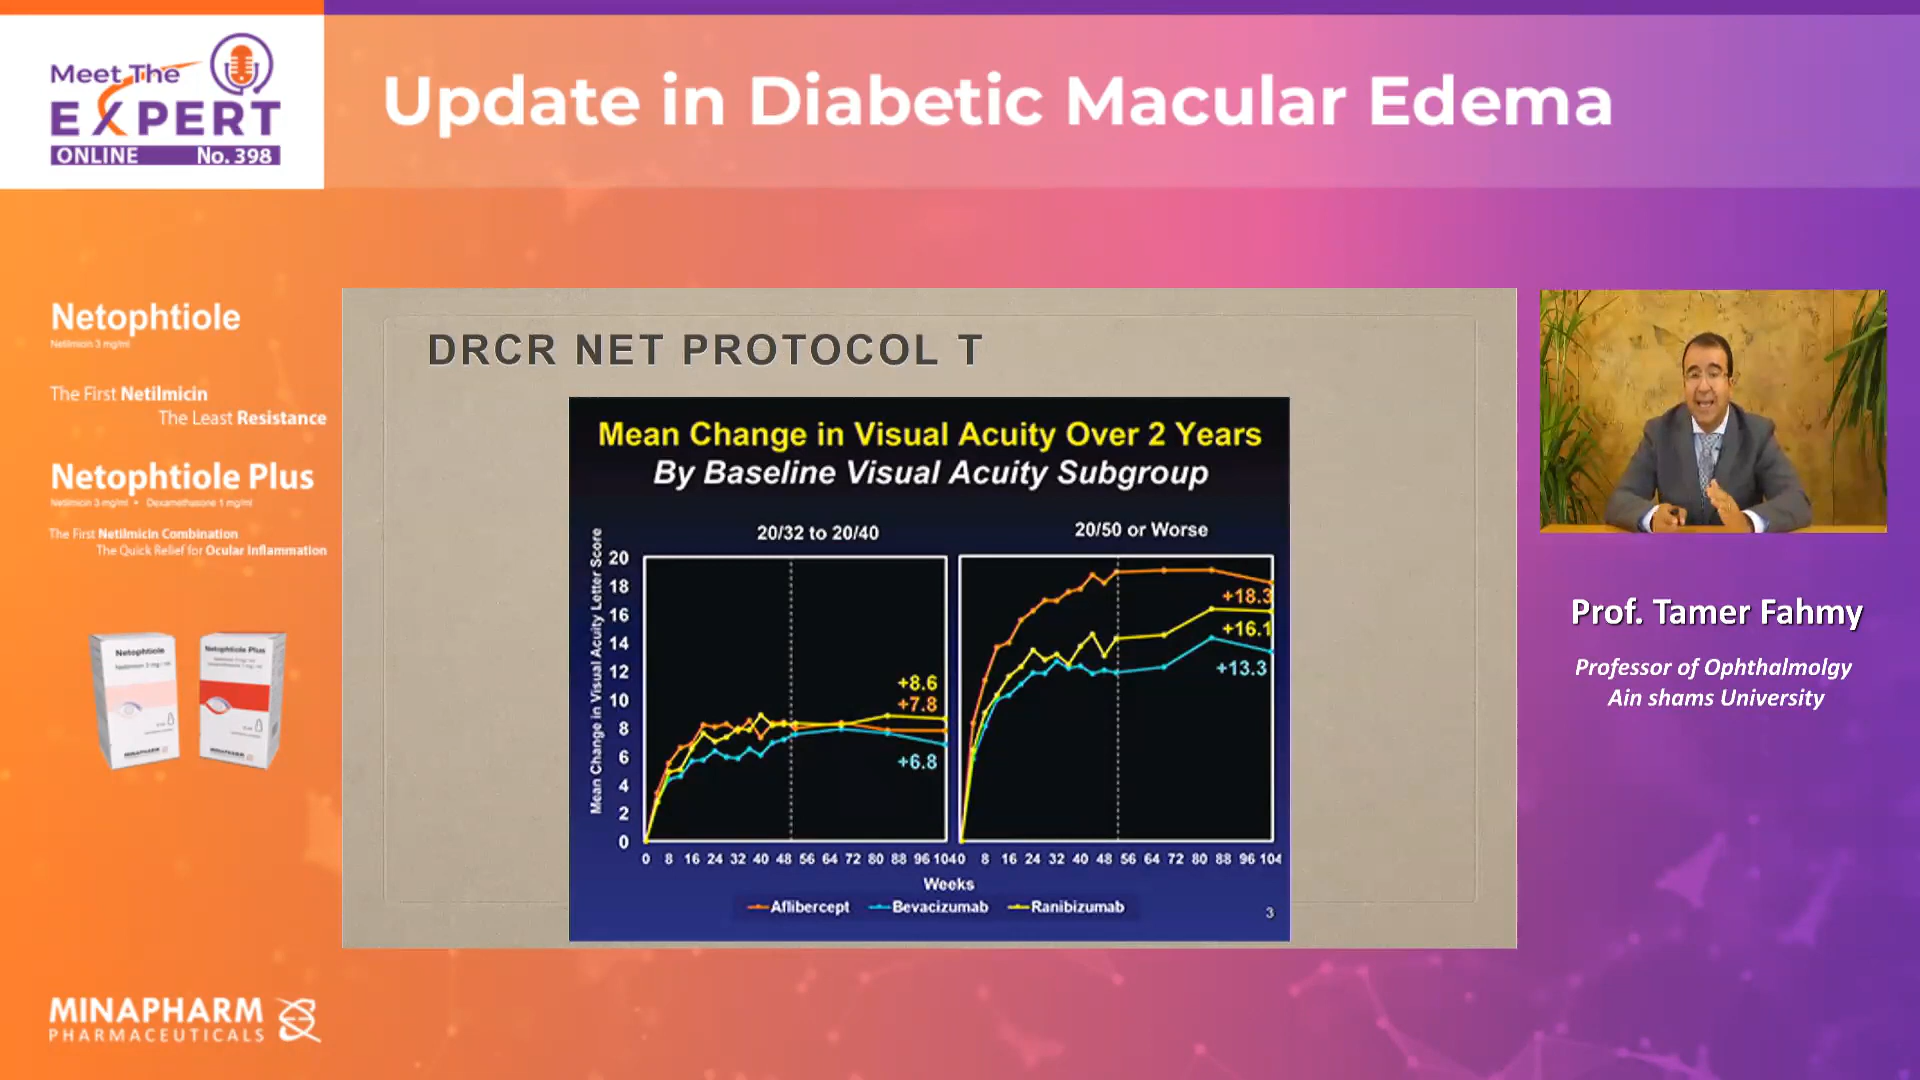 Meet The
EXPERT
ONLINE No. 398
Update in Diabetic Macular Edema
Netophtiole
Netilmicin 3 mg/ml
The First Netilmicin
The Least Resistance
Netophtiole Plus
Netilmicin 3 mg/ml + Dexamethasone 1 mg/ml
The First Netilmicin Combination
The Quick Relief for Ocular Inflammation
Netophtiole
Netilmicin 3 mg / ml
MINAPHARM
Netophtiole Plus
MINAPHARM
MINAPHARM
PHARMACEUTICALS
DRCR NET PROTOCOL T
Mean Change in Visual Acuity Over 2 Years
By Baseline Visual Acuity Subgroup
20/32 to 20/40
20/50 or Worse
Mean Change in Visual Acuity Letter Score
20
18
16
14
12
10
8
6
4
2
0
+8.6
+7.8
+6.8
+18.3
+16.1
+13.3
0 8 16 24 32 40 48 56 64 72 80 88 96 104
0 8 16 24 32 40 48 56 64 72 80 88 96 104
Weeks
Aflibercept Bevacizumab Ranibizumab
3
Prof. Tamer Fahmy
Professor of Ophthalmolgy
Ain shams University